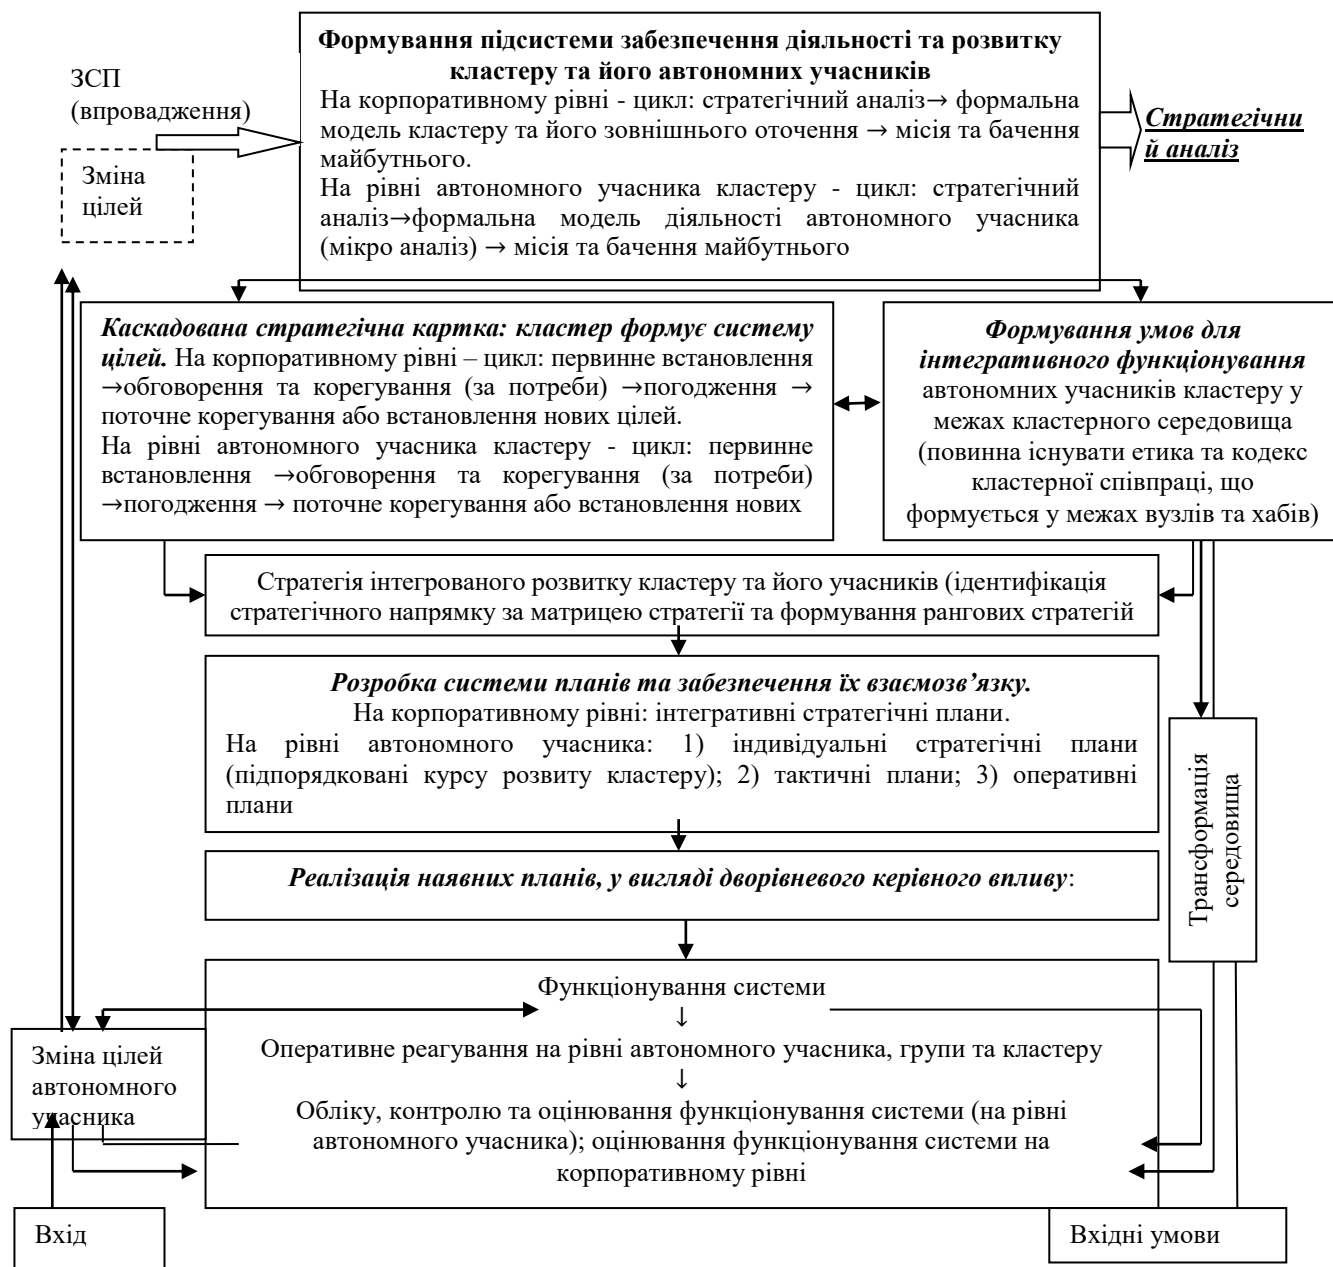 Формування підсистеми забезпечення діяльності та розвитку
кластеру та його автономних учасників
На корпоративному рівні - цикл: стратегічний аналіз→ формальна
модель кластеру та його зовнішнього оточення → місія та бачення
майбутнього.
На рівні автономного учасника кластеру - цикл: стратегічний
аналіз→формальна модель діяльності автономного учасника
(мікро аналіз) → місія та бачення майбутнього
ЗСП
(впровадження)
Зміна
цілей
Стратегічни
й аналіз
Каскадована стратегічна картка: кластер формує систему
цілей. На корпоративному рівні – цикл: первинне встановлення
→обговорення та корегування (за потреби) →погодження →
поточне корегування або встановлення нових цілей.
На рівні автономного учасника кластеру - цикл: первинне
встановлення →обговорення та корегування (за потреби)
→погодження → поточне корегування або встановлення нових
Формування умов для
інтегративного функціонування
автономних учасників кластеру у
межах кластерного середовища
(повинна існувати етика та кодекс
кластерної співпраці, що
формується у межах вузлів та хабів)
Стратегія інтегрованого розвитку кластеру та його учасників (ідентифікація
стратегічного напрямку за матрицею стратегії та формування рангових стратегій
Розробка системи планів та забезпечення їх взаємозв’язку.
На корпоративному рівні: інтегративні стратегічні плани.
На рівні автономного учасника: 1) індивідуальні стратегічні плани
(підпорядковані курсу розвиту кластеру); 2) тактичні плани; 3) оперативні
плани
Трансформація
середовища
Реалізація наявних планів, у вигляді дворівневого керівного впливу:
Функціонування системи
↓
Оперативне реагування на рівні автономного учасника, групи та кластеру
↓
Обліку, контролю та оцінювання функціонування системи (на рівні
автономного учасника); оцінювання функціонування системи на
корпоративному рівні
Зміна цілей
автономного
учасника
Вхід
Вхідні умови